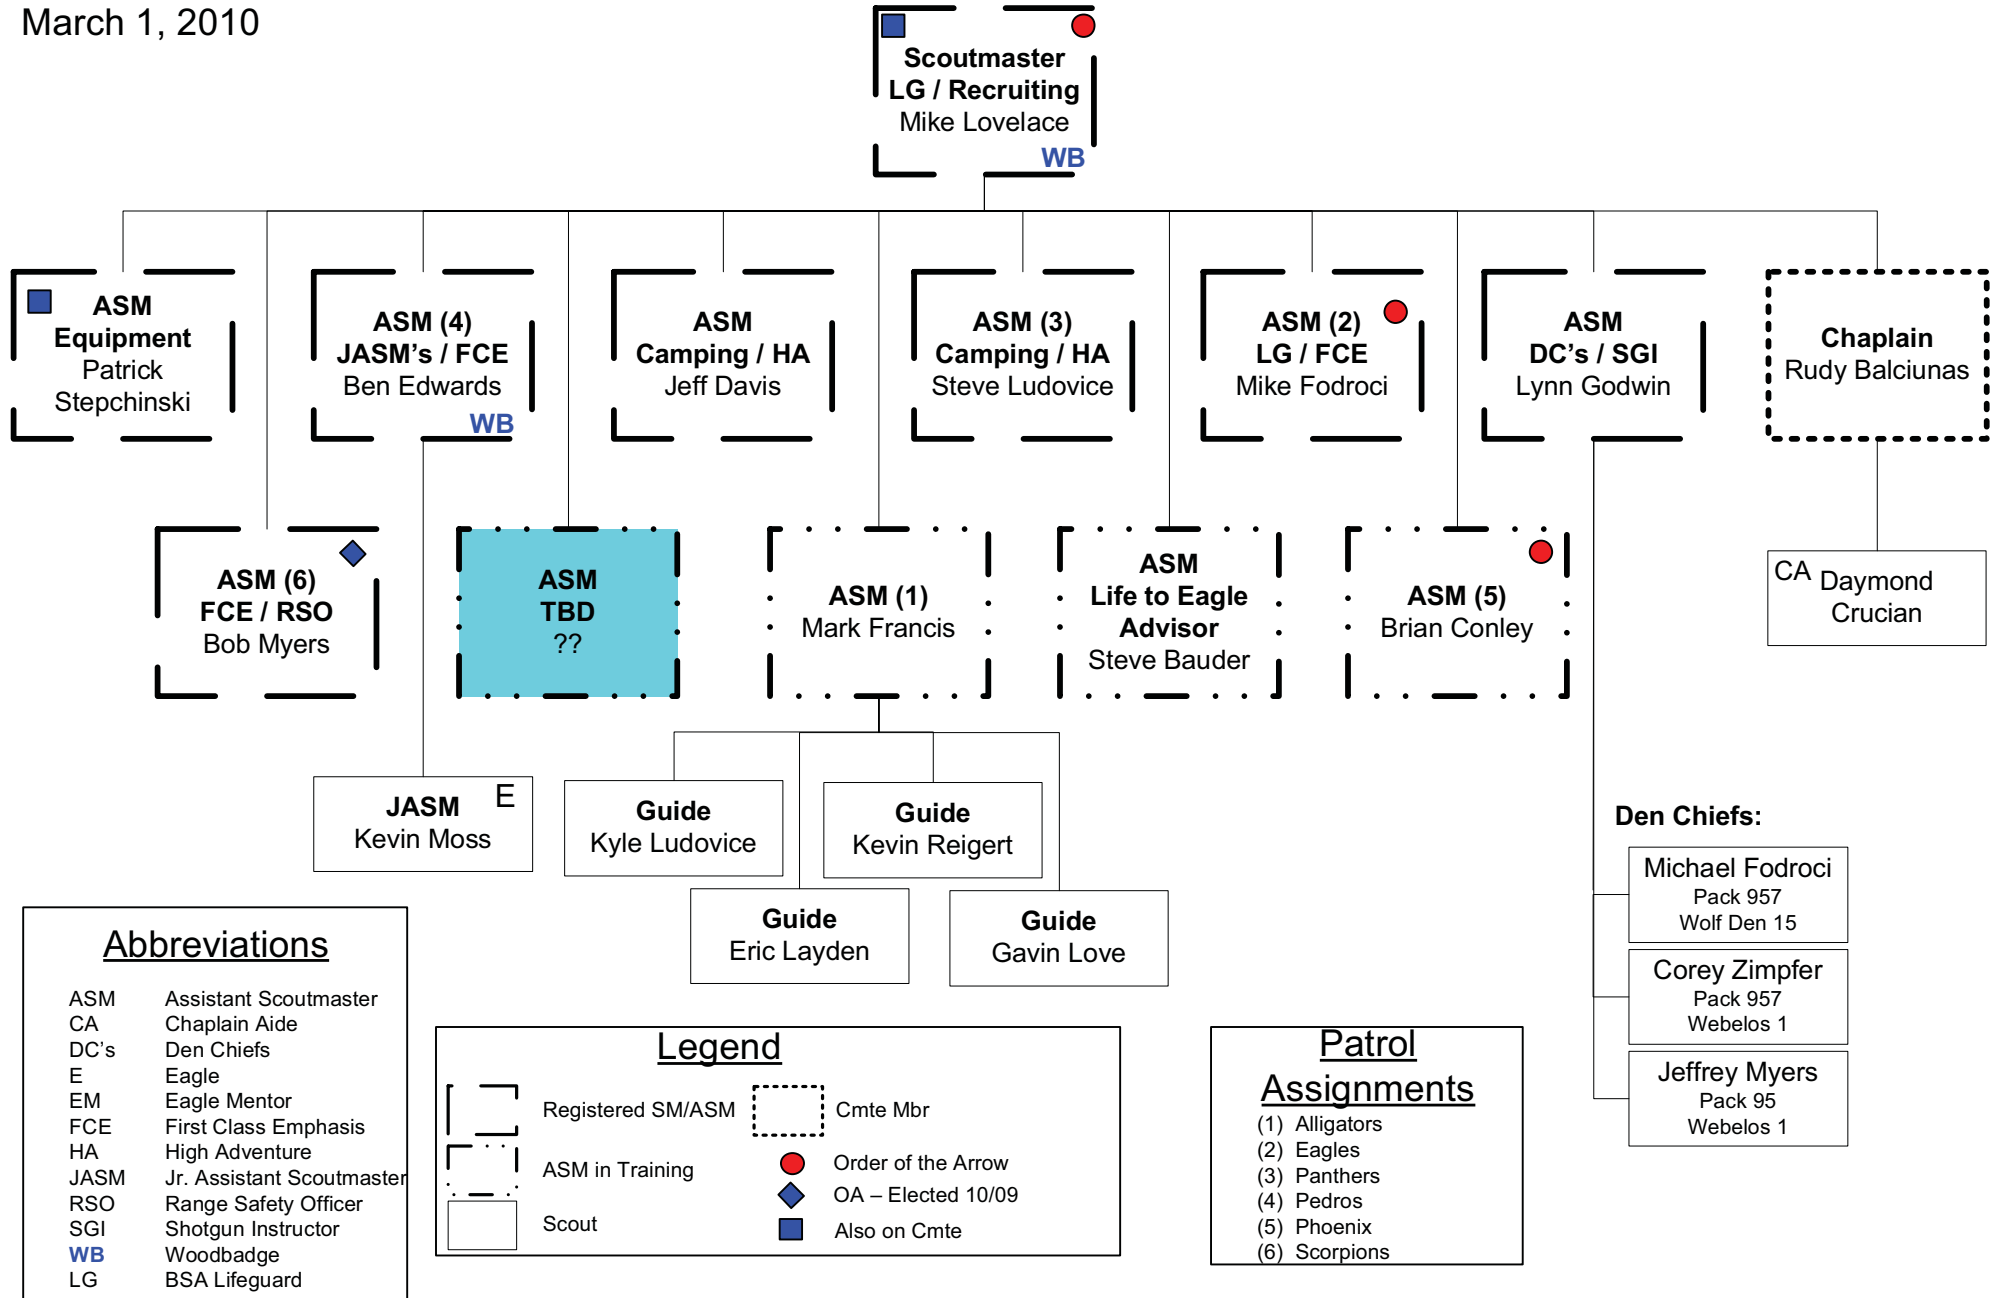 March 1, 2010
Scoutmaster
LG / Recruiting
Mike Lovelace
WB
ASM
Equipment
Patrick
Stepchinski
ASM (4)
JASM's / FCE
Ben Edwards
WB
ASM
Camping / HA
Jeff Davis
ASM (3)
Camping / HA
Steve Ludovice
ASM (2)
LG / FCE
Mike Fodroci
ASM
DC's / SGI
Lynn Godwin
Chaplain
Rudy Balciunas
ASM (6)
FCE / RSO
Bob Myers
ASM
TBD
??
ASM (1)
Mark Francis
ASM
Life to Eagle
Advisor
Steve Bauder
ASM (5)
Brian Conley
CA Daymond
Crucian
JASM E
Kevin Moss
Guide
Kyle Ludovice
Guide
Kevin Reigert
Guide
Eric Layden
Guide
Gavin Love
Den Chiefs:
Michael Fodroci
Pack 957
Wolf Den 15
Corey Zimpfer
Pack 957
Webelos 1
Jeffrey Myers
Pack 95
Webelos 1
Abbreviations
ASM Assistant Scoutmaster
CA Chaplain Aide
DC's Den Chiefs
E Eagle
EM Eagle Mentor
FCE First Class Emphasis
HA High Adventure
JASM Jr. Assistant Scoutmaster
RSO Range Safety Officer
SGI Shotgun Instructor
WB Woodbadge
LG BSA Lifeguard
Legend
Registered SM/ASM
Cmte Mbr
ASM in Training
Order of the Arrow
OA – Elected 10/09
Scout
Also on Cmte
Patrol
Assignments
(1) Alligators
(2) Eagles
(3) Panthers
(4) Pedros
(5) Phoenix
(6) Scorpions